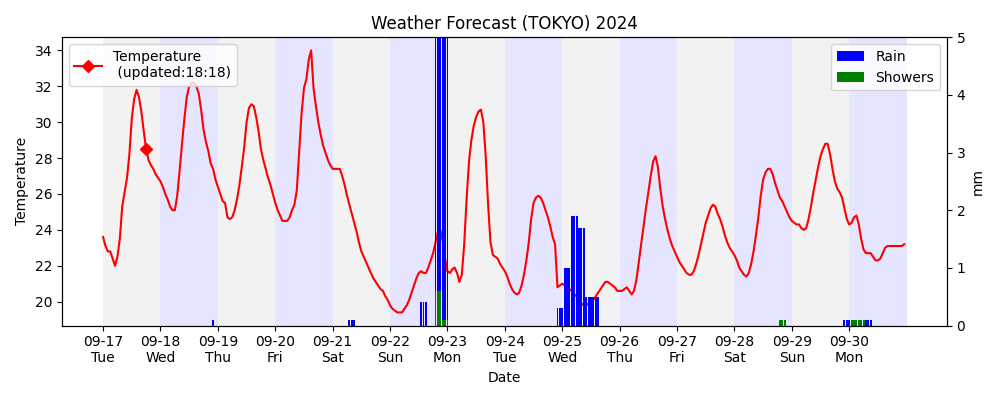 Weather Forecast (TOKYO) 2024
Temperature
(updated:18:18)
Rain
Showers
Temperature
34
32
30
28
26
24
22
20
5
4
3
2
1
0
mm
09-17 09-18 09-19 09-20 09-21 09-22 09-23 09-24 09-25 09-26 09-27 09-28 09-29 09-30
Tue Wed Thu Fri Sat Sun Mon Tue Wed Thu Fri Sat Sun Mon
Date